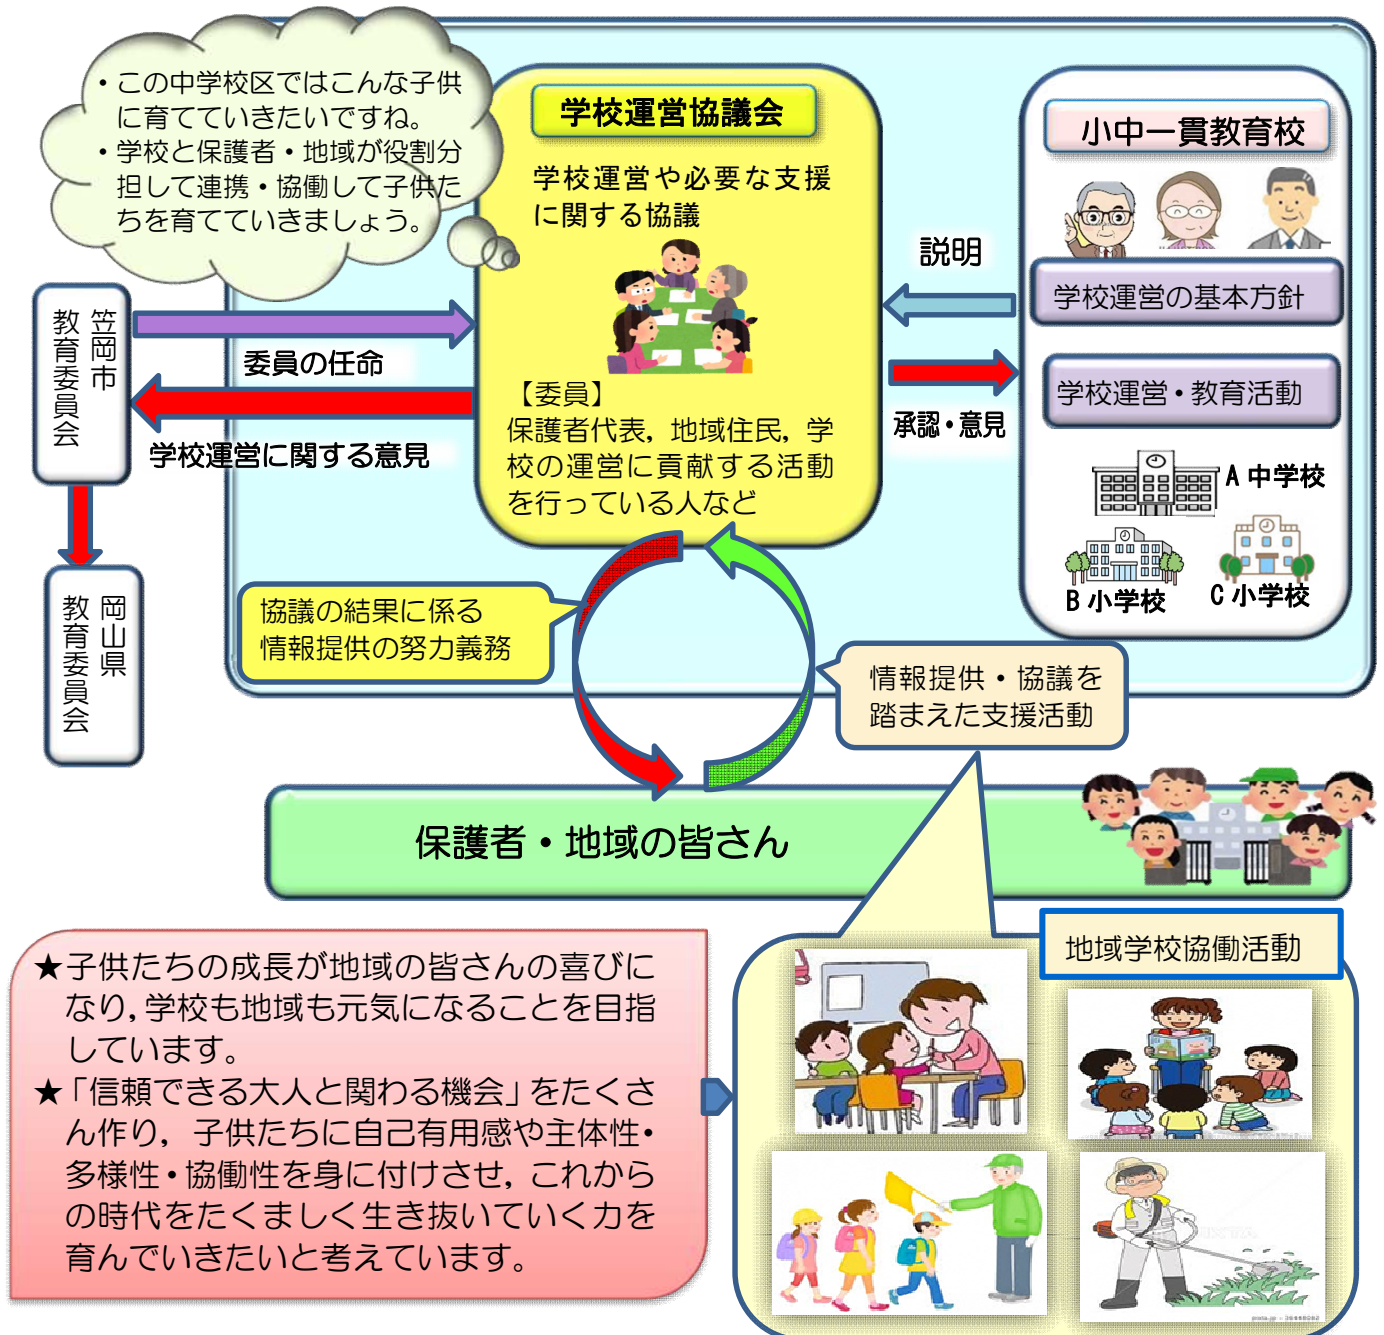 ・この中学校区ではこんな子供
に育てていきたいですね。
・学校と保護者・地域が役割分
担して連携・協働して子供た
ちを育てていきましょう。
学校運営協議会
学校運営や必要な支援
に関する協議
【委員】
保護者代表，地域住民，学
校の運営に貢献する活動
を行っている人など
小中一貫教育校
学校運営の基本方針
学校運営・教育活動
A 中学校
B 小学校
C 小学校
説明
承認・意見
笠岡市
教育委員会
委員の任命
学校運営に関する意見
岡山県
教育委員会
協議の結果に係る
情報提供の努力義務
情報提供・協議を
踏まえた支援活動
保護者・地域の皆さん
★子供たちの成長が地域の皆さんの喜びに
なり，学校も地域も元気になることを目指
しています。
★「信頼できる大人と関わる機会」をたくさ
ん作り，子供たちに自己有用感や主体性・
多様性・協働性を身に付けさせ，これから
の時代をたくましく生き抜いていく力を
育んでいきたいと考えています。
地域学校協働活動